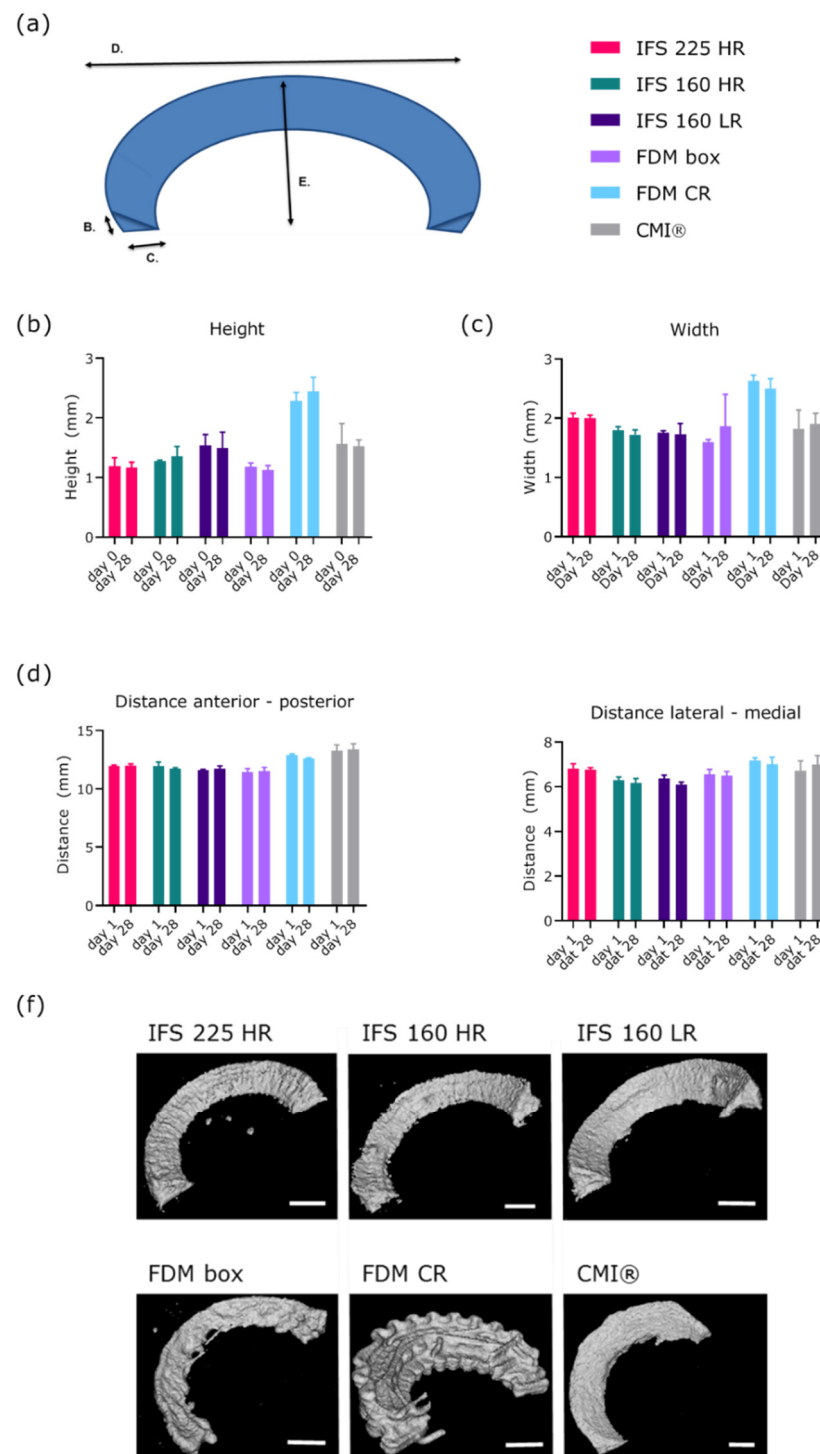 (a)
D.
E.
B.
C.
IFS 225 HR
IFS 160 HR
IFS 160 LR
FDM box
FDM CR
CMI®
(b)
Height
Height (mm)
3
2
1
0
day 0
day 28
day 0
day 28
day 0
day 28
day 0
day 28
day 0
day 28
day 0
day 28
(c)
Width
Width (mm)
3
2
1
0
day 1
Day 28
day 1
Day 28
day 1
Day 28
day 1
Day 28
day 1
Day 28
day 1
Day 28
(d)
Distance anterior - posterior
Distance (mm)
15
10
5
0
day 1
day 28
day 1
day 28
day 1
day 28
day 1
day 28
day 1
day 28
day 1
day 28
Distance lateral - medial
Distance (mm)
8
6
4
2
0
day 1
dat 28
day 1
dat 28
day 1
dat 28
day 1
dat 28
day 1
dat 28
day 1
dat 28
(f)
IFS 225 HR
IFS 160 HR
IFS 160 LR
FDM box
FDM CR
CMI®